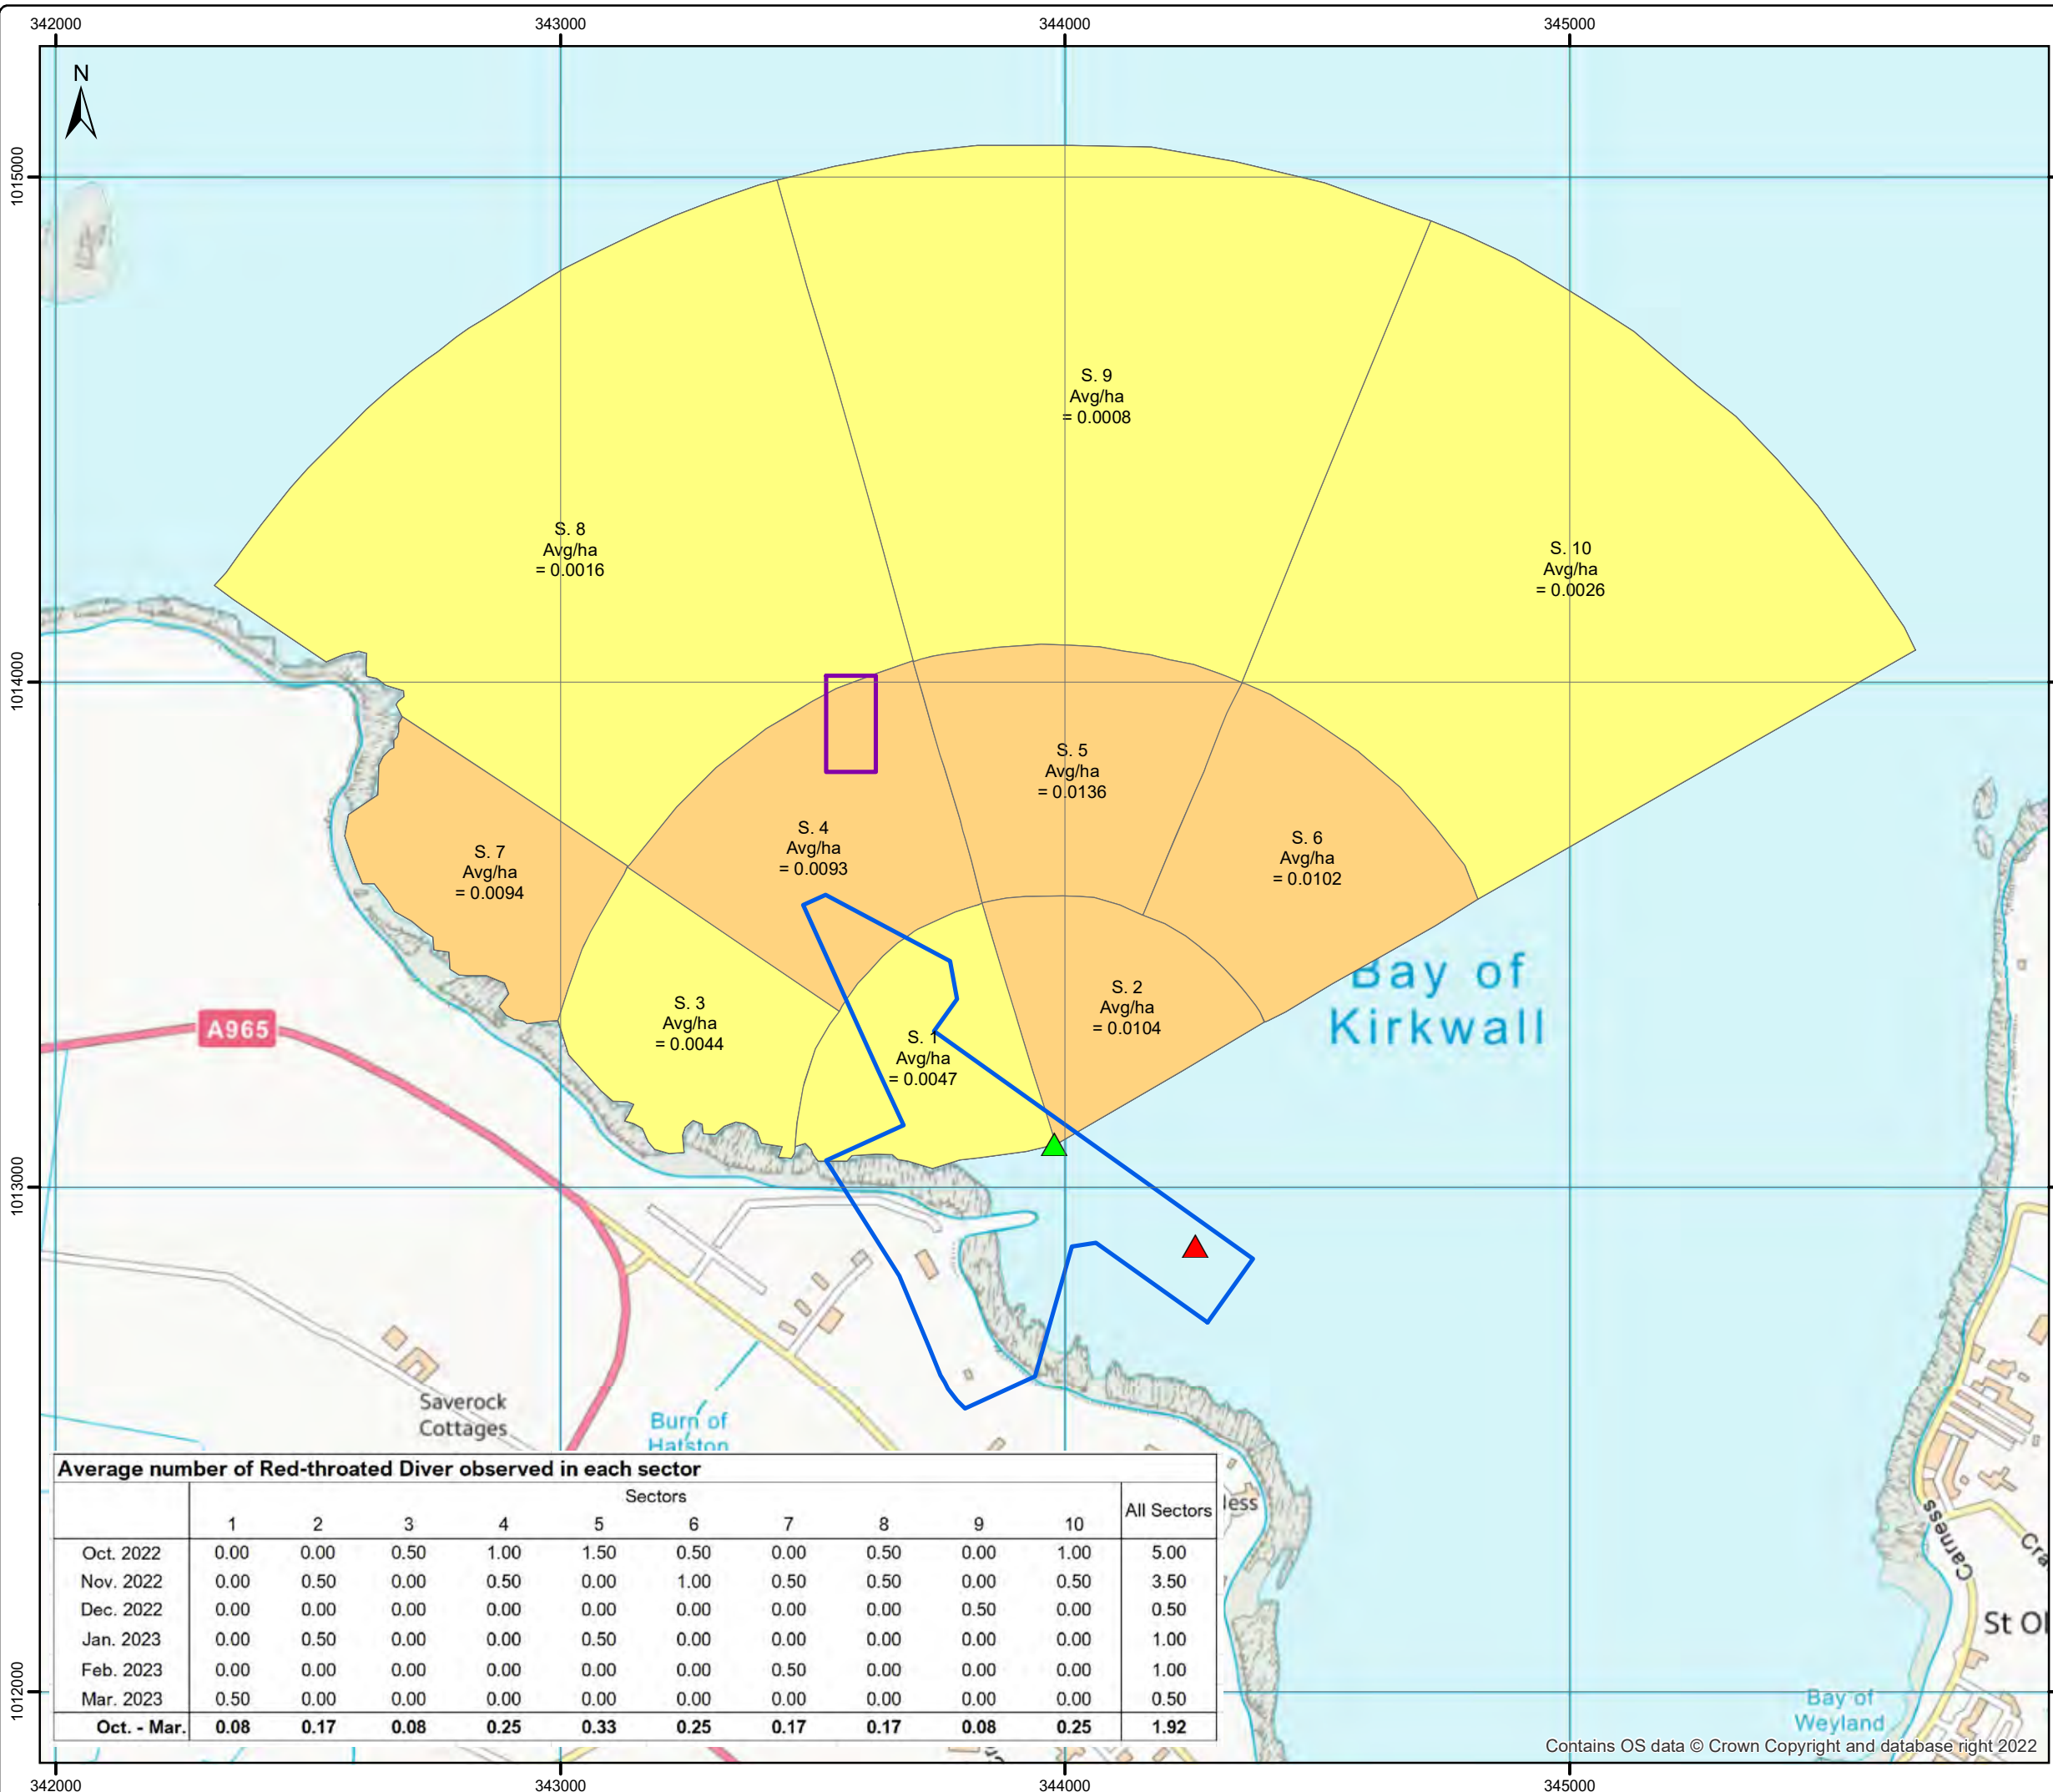 342000 343000 344000 345000
N
1015000
S. 9
Avg/ha
= 0.0008
S. 8
Avg/ha
= 0.0016
S. 10
Avg/ha
= 0.0026
1014000
S. 5
Avg/ha
= 0.0136
S. 4
Avg/ha
= 0.0093
S. 6
Avg/ha
= 0.0102
S. 7
Avg/ha
= 0.0094
Bay of
Kirkwall
S. 2
Avg/ha
= 0.0104
S. 3
Avg/ha
= 0.0044
A965
S. 1
Avg/ha
= 0.0047
1013000
Saverock
Cottages
Burn of
Hatston
Average number of Red-throated Diver observed in each sector
Sectors
1 2 3 4 5 6 7 8 9 10 All Sectors
Oct. 2022 0.00 0.00 0.50 1.00 1.50 0.50 0.00 0.50 0.00 1.00 5.00
Nov. 2022 0.00 0.50 0.00 0.50 0.00 1.00 0.50 0.50 0.00 0.50 3.50
Dec. 2022 0.00 0.00 0.00 0.00 0.00 0.00 0.00 0.00 0.50 0.00 0.50
Jan. 2023 0.00 0.50 0.00 0.00 0.50 0.00 0.00 0.00 0.00 0.00 1.00
Feb. 2023 0.00 0.00 0.00 0.00 0.00 0.00 0.50 0.00 0.00 0.00 1.00
Mar. 2023 0.50 0.00 0.00 0.00 0.00 0.00 0.00 0.00 0.00 0.00 0.50
Oct. - Mar. 0.08 0.17 0.08 0.25 0.33 0.25 0.17 0.17 0.08 0.25 1.92
less
Carness
Cra
St Ol
1012000
Bay of
Weyland
Contains OS data © Crown Copyright and database right 2022
342000 343000 344000 345000